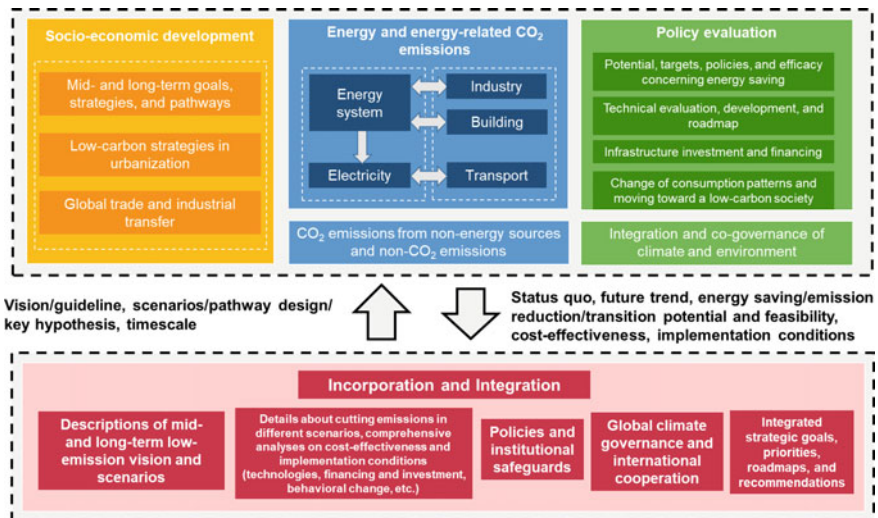 Socio-economic development
Mid- and long-term goals,
strategies, and pathways
Low-carbon strategies in
urbanization
Global trade and industrial
transfer
Energy and energy-related CO₂
emissions
Energy
system
Industry
Building
Electricity
Transport
CO₂ emissions from non-energy sources
and non-CO₂ emissions
Policy evaluation
Potential, targets, policies, and efficacy
concerning energy saving
Technical evaluation, development, and
roadmap
Infrastructure investment and financing
Change of consumption patterns and
moving toward a low-carbon society
Integration and co-governance of
climate and environment
Vision/guideline, scenarios/pathway design/
key hypothesis, timescale
Status quo, future trend, energy saving/emission
reduction/transition potential and feasibility,
cost-effectiveness, implementation conditions
Incorporation and Integration
Descriptions of mid-
and long-term low-
emission vision and
scenarios
Details about cutting emissions in
different scenarios, comprehensive
analyses on cost-effectiveness and
implementation conditions
(technologies, financing and investment,
behavioral change, etc.)
Policies and
institutional
safeguards
Global climate
governance and
international
cooperation
Integrated
strategic goals,
priorities,
roadmaps, and
recommendations